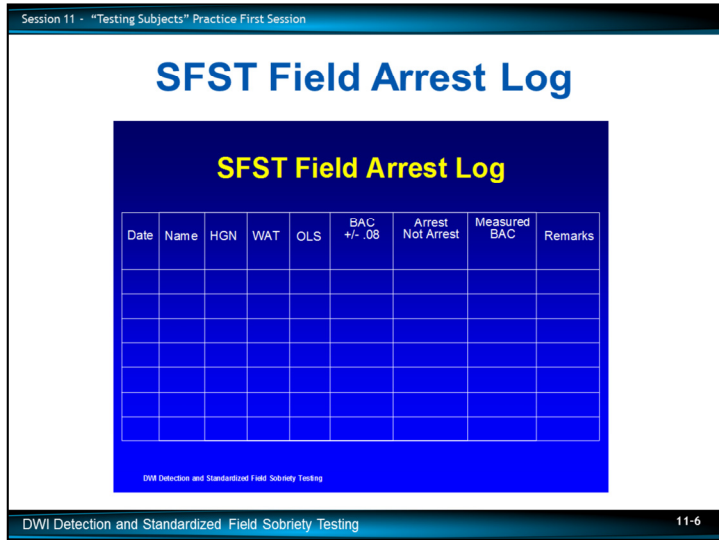 Session 11 - “Testing Subjects” Practice First Session
SFST Field Arrest Log
SFST Field Arrest Log
Date Name HGN WAT OLS BAC +/- .08 Arrest Not Arrest Measured BAC Remarks
DWI Detection and Standardized Field Sobriety Testing
DWI Detection and Standardized Field Sobriety Testing 11-6